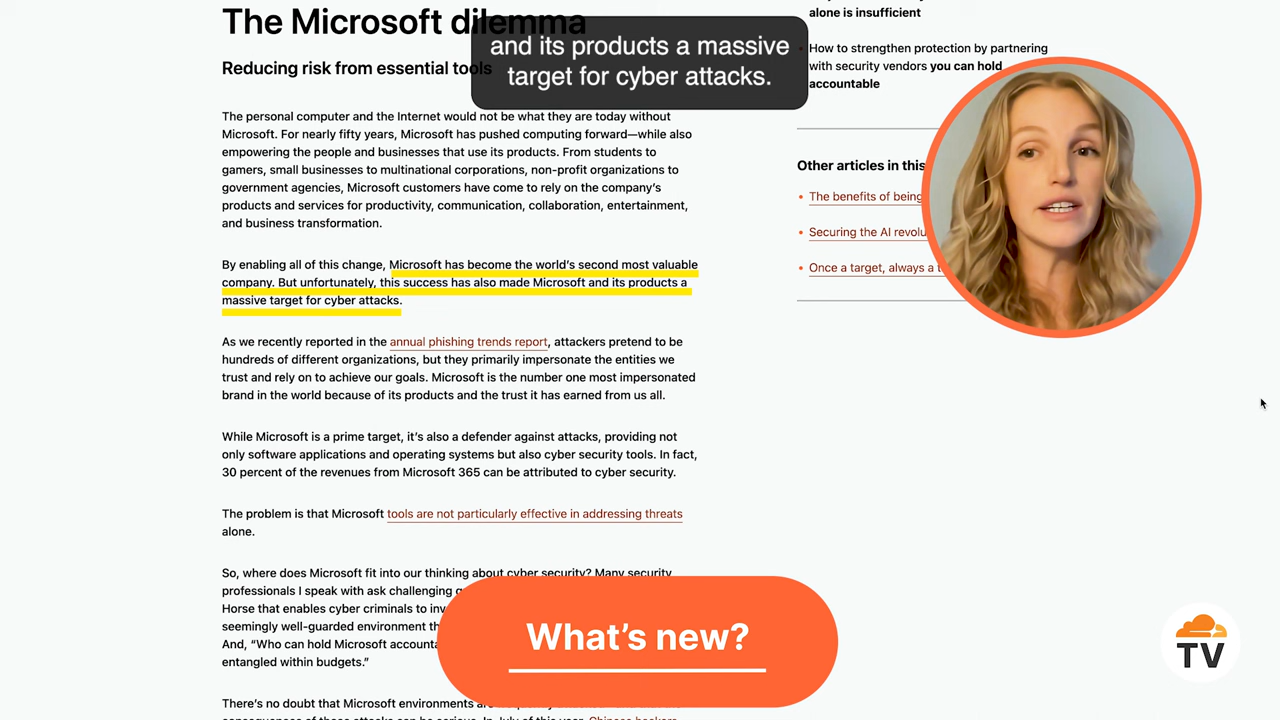 The Microsoft dilemma
and its products a massive
target for cyber attacks.
Reducing risk from essential tools
The personal computer and the Internet would not be what they are today without
Microsoft. For nearly fifty years, Microsoft has pushed computing forward—while also
empowering the people and businesses that use its products. From students to
gamers, small businesses to multinational corporations, non-profit organizations to
government agencies, Microsoft customers have come to rely on the company's
products and services for productivity, communication, collaboration, entertainment,
and business transformation.
By enabling all of this change, Microsoft has become the world's second most valuable
company. But unfortunately, this success has also made Microsoft and its products a
massive target for cyber attacks.
As we recently reported in the annual phishing trends report, attackers pretend to be
hundreds of different organizations, but they primarily impersonate the entities we
trust and rely on to achieve our goals. Microsoft is the number one most impersonated
brand in the world because of its products and the trust it has earned from us all.
While Microsoft is a prime target, it's also a defender against attacks, providing not
only software applications and operating systems but also cyber security tools. In fact,
30 percent of the revenues from Microsoft 365 can be attributed to cyber security.
The problem is that Microsoft tools are not particularly effective in addressing threats
alone.
So, where does Microsoft fit into our thinking about cyber security? Many security
professionals I speak with ask challenging
Horse that enables cyber criminals to
seemingly well-guarded environment
And, "Who can hold Microsoft
entangled within budgets."
There's no doubt that Microsoft environments
alone is insufficient
• How to strengthen protection by partnering
with security vendors you can hold
accountable
Other articles in this
• The benefits of being
• Securing the AI
• Once a target, always a
What's new?
TV